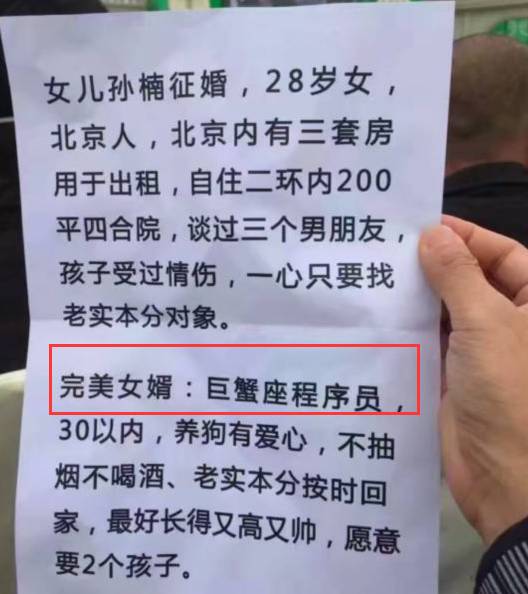 女儿孙楠征婚，28岁女，
北京人，北京内有三套房
用于出租，自住二环内200
平四合院，谈过三个男朋友，
孩子受过情伤，一心只要找
老实本分对象。
完美女婿：巨蟹座程序员，
30以内，养狗有爱心，不抽
烟不喝酒、老实本分按时回
家，最好长得又高又帅，愿意
要2个孩子。